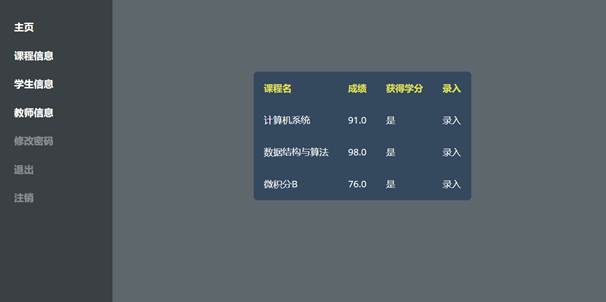 主页
课程信息
学生信息
教师信息
修改密码
退出
注销
课程名 成绩 获得学分 录入
计算机系统 91.0 是 录入
数据结构与算法 98.0 是 录入
微积分B 76.0 是 录入